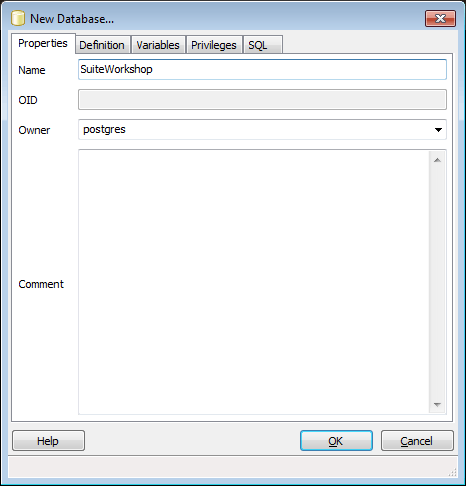 New Database...
Properties Definition Variables Privileges SQL
Name SuiteWorkshop
OID
Owner postgres
Comment
Help OK Cancel